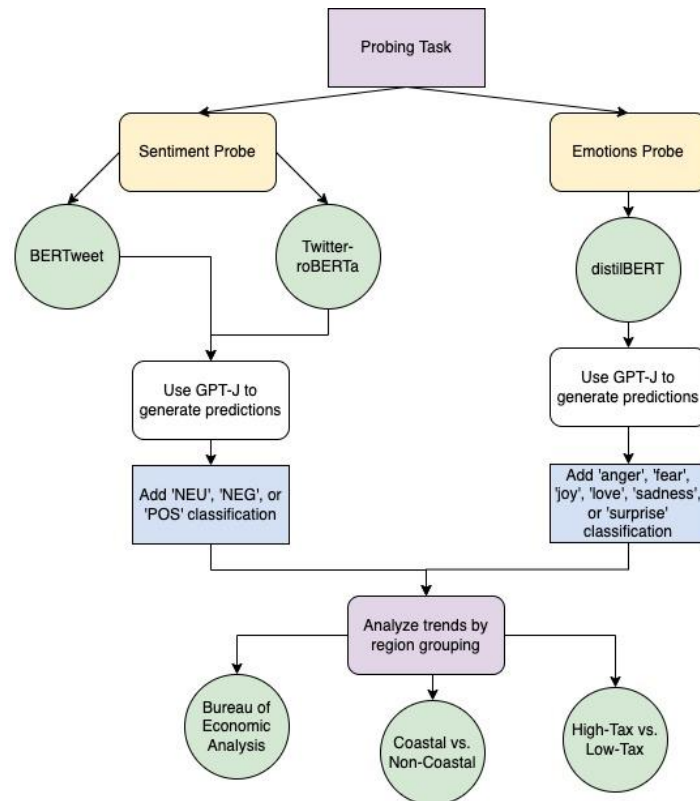 Probing Task
Sentiment Probe
Emotions Probe
BERTweet
Twitter-
roBERTa
distilBERT
Use GPT-J to
generate predictions
Use GPT-J to
generate predictions
Add 'NEU', 'NEG', or
'POS' classification
Add 'anger', 'fear',
'joy', 'love', 'sadness',
or 'surprise'
classification
Analyze trends by
region grouping
Bureau of
Economic
Analysis
Coastal vs.
Non-Coastal
High-Tax vs.
Low-Tax